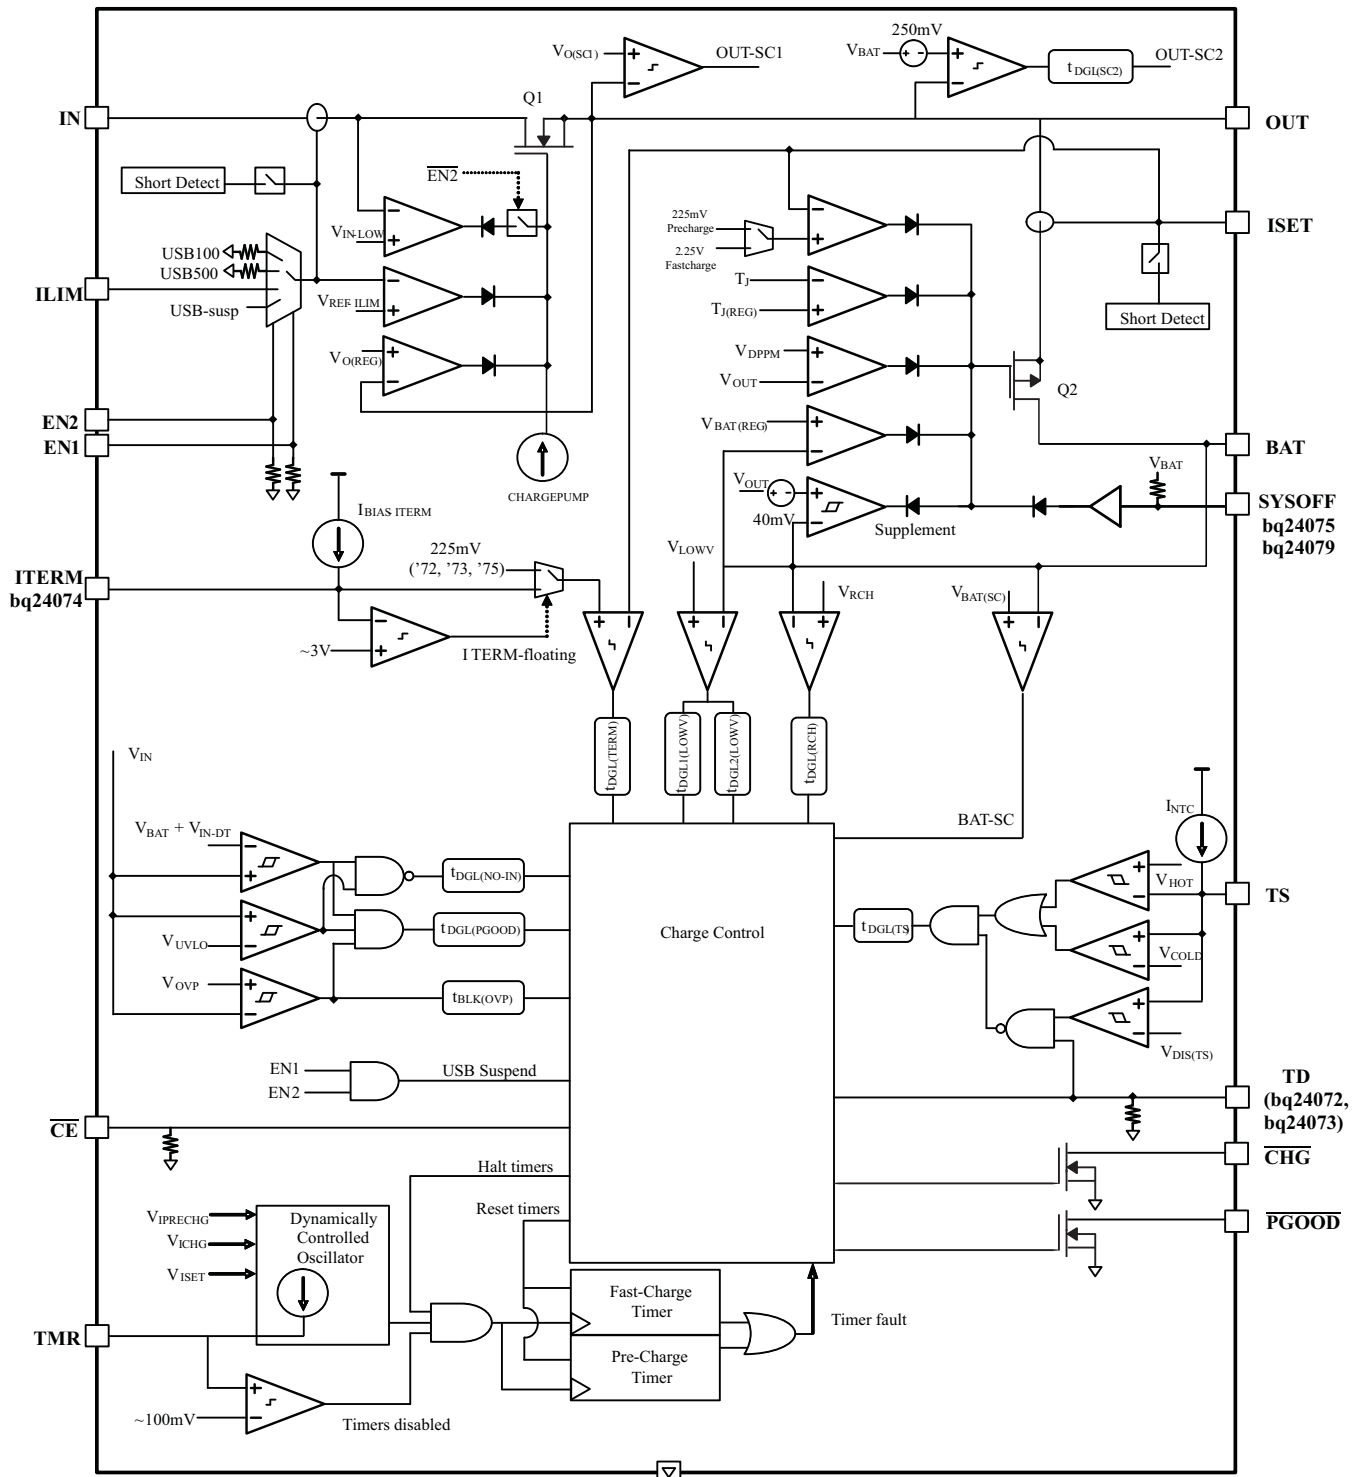 250mV
VO(SC1)
OUT-SC1
VBAT
tDGL(SC2)
OUT-SC2
Q1
IN
OUT
Short Detect
EN2
225mV
Precharge
2.25V
Fastcharge
ISET
VIN-LOW
USB100
USB500
ILIM
USB-susp
VREF-ILIM
TJ
TJ(REG)
Short Detect
VO(REG)
VDPPM
VOUT
Q2
EN2
EN1
VBAT(REG)
BAT
CHARGEPUMP
VOUT
40mV
Supplement
VBAT
SYSOFF
bq24075
bq24079
IBIAS ITERM
225mV
('72, '73, '75)
VLOWV
ITERM
bq24074
VRCH
VBAT(SC)
~3V
I TERM-floating
tDGL(TERM)
tDGL1(LOWV)
tDGL2(LOWV)
tDGL(RCH)
VIN
BAT-SC
INTC
VBAT + VIN-DT
tDGL(NO-IN)
VHOT
TS
VUVLO
tDGL(PGOOD)
Charge Control
tDGL(TS)
VCOLD
VOVP
tBLK(OVP)
VDIS(TS)
EN1
EN2
USB Suspend
TD
(bq24072,
bq24073)
CE
CHG
Halt timers
Reset timers
PGOOD
VIPRECHG
VICHG
VISET
Dynamically
Controlled
Oscillator
Fast-Charge
Timer
Timer fault
TMR
Pre-Charge
Timer
~100mV
Timers disabled